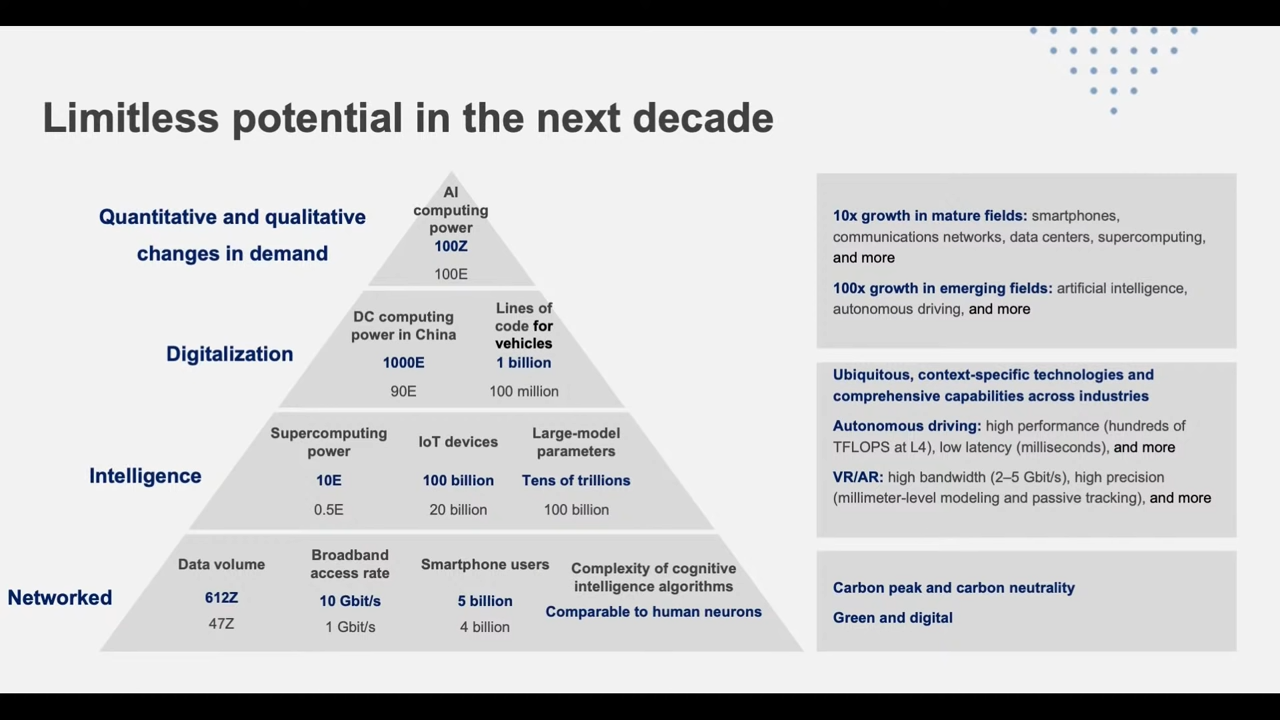 Limitless potential in the next decade
Quantitative and qualitative
changes in demand
AI
computing
power
100Z
100E
Digitalization
DC computing
power in China
1000E
90E
Lines of
code for
vehicles
1 billion
100 million
Intelligence
Supercomputing
power
10E
0.5E
IoT devices
100 billion
20 billion
Large-model
parameters
Tens of trillions
100 billion
Networked
Data volume
612Z
47Z
Broadband
access rate
10 Gbit/s
1 Gbit/s
Smartphone users
5 billion
4 billion
Complexity of cognitive
intelligence algorithms
Comparable to human neurons
10x growth in mature fields: smartphones,
communications networks, data centers, supercomputing,
and more
100x growth in emerging fields: artificial intelligence,
autonomous driving, and more
Ubiquitous, context-specific technologies and
comprehensive capabilities across industries
Autonomous driving: high performance (hundreds of
TFLOPS at L4), low latency (milliseconds), and more
VR/AR: high bandwidth (2–5 Gbit/s), high precision
(millimeter-level modeling and passive tracking), and more
Carbon peak and carbon neutrality
Green and digital